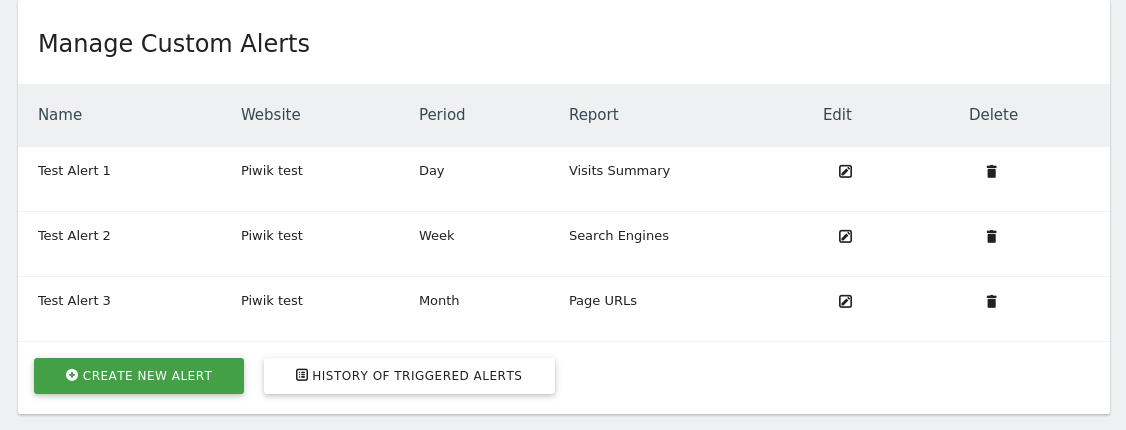 Manage Custom Alerts
Name Website Period Report Edit Delete
Test Alert 1 Piwik test Day Visits Summary
Test Alert 2 Piwik test Week Search Engines
Test Alert 3 Piwik test Month Page URLs
CREATE NEW ALERT HISTORY OF TRIGGERED ALERTS